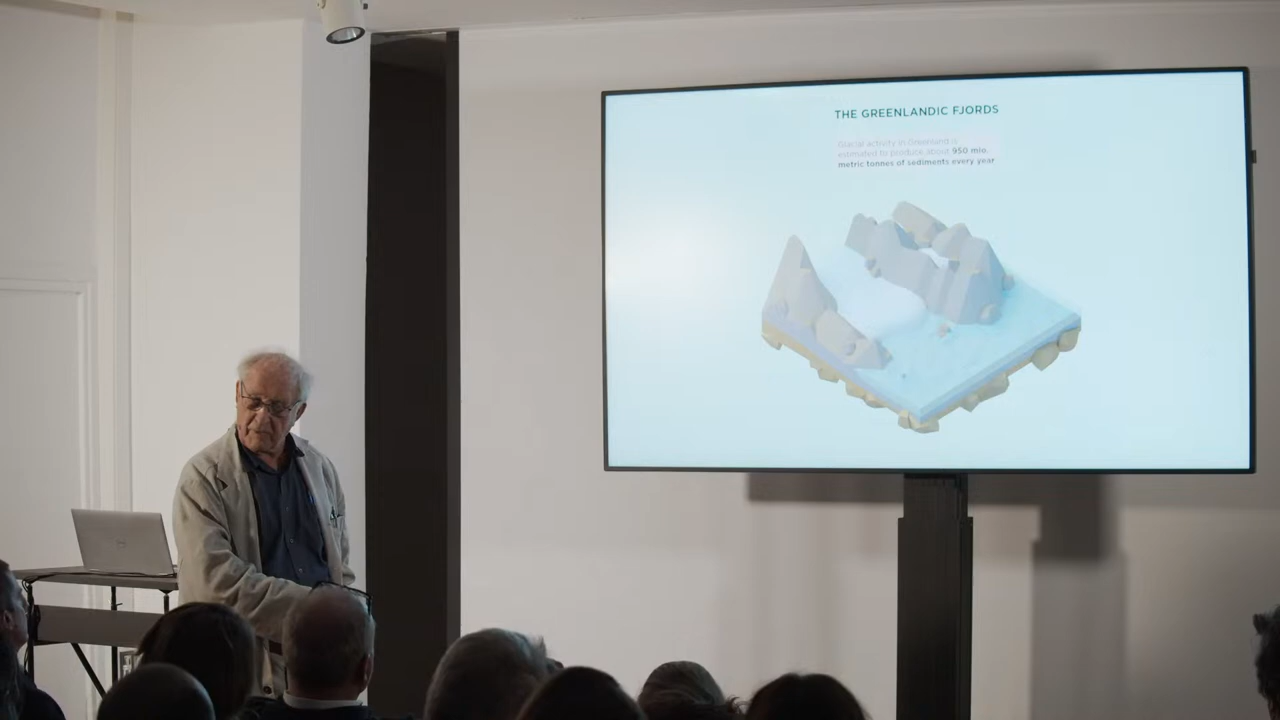 THE GREENLANDIC FJORDS
Glacial activity in Greenland is
estimated to produce about 950 mio.
metric tonnes of sediments every year